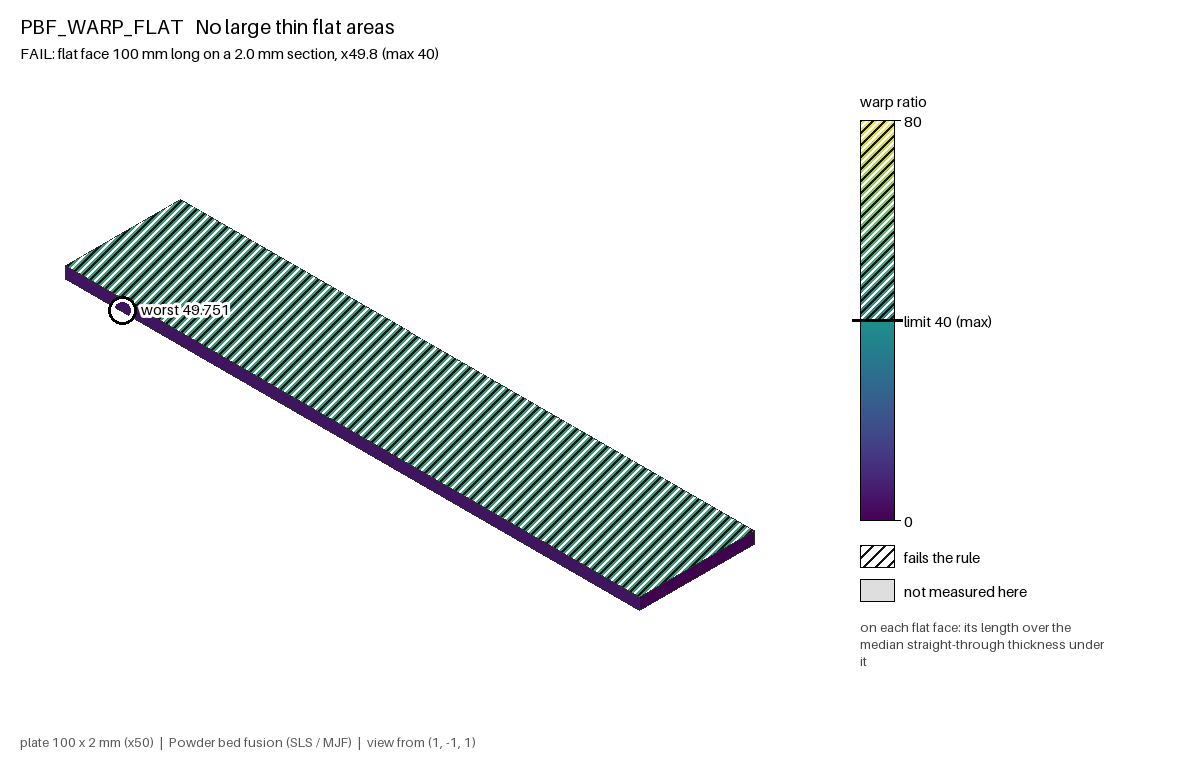 PBF_WARP_FLAT No large thin flat areas
FAIL: flat face 100 mm long on a 2.0 mm section, x49.8 (max 40)
warp ratio
80
worst 49.751
limit 40 (max)
0
fails the rule
not measured here
on each flat face: its length over the
median straight-through thickness under
it
plate 100 x 2 mm (x50) | Powder bed fusion (SLS / MJF) | view from (1, -1, 1)